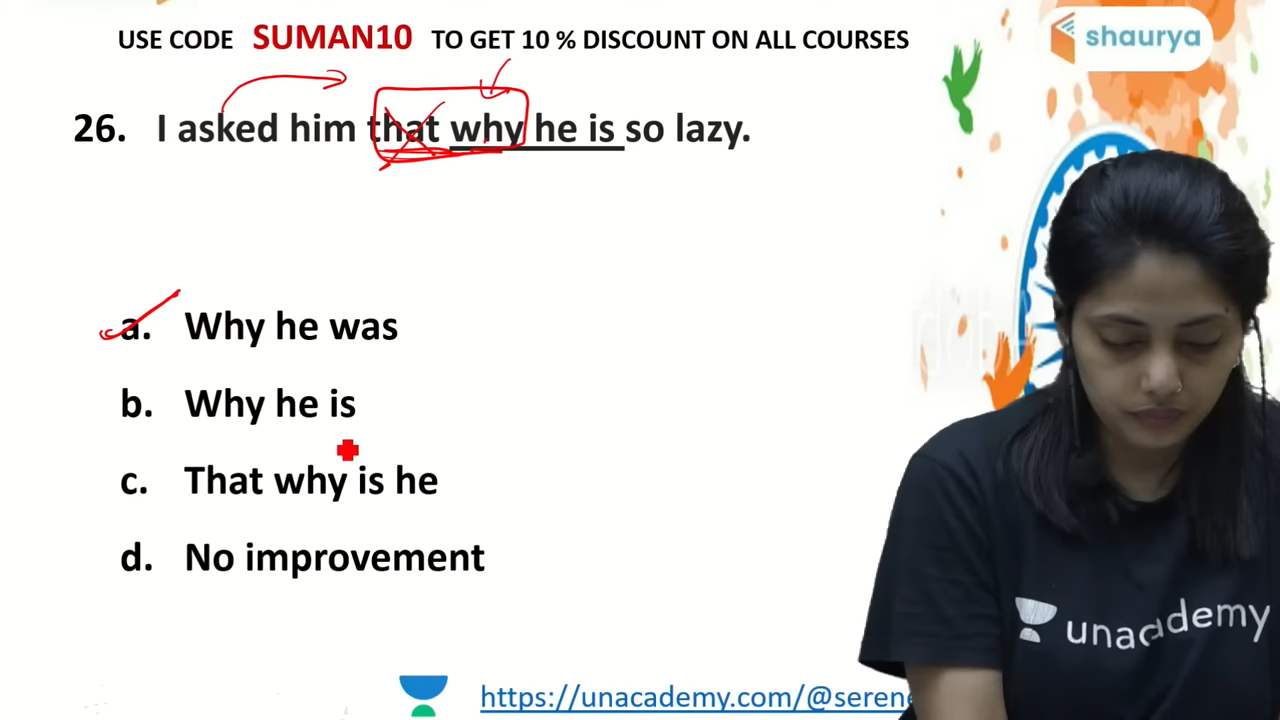 USE CODE SUMAN10 TO GET 10 % DISCOUNT ON ALL COURSES
shaurya
26. I asked him that why he is so lazy.
a. Why he was
b. Why he is
c. That why is he
d. No improvement
unacademy
https://unacademy.com/@serene